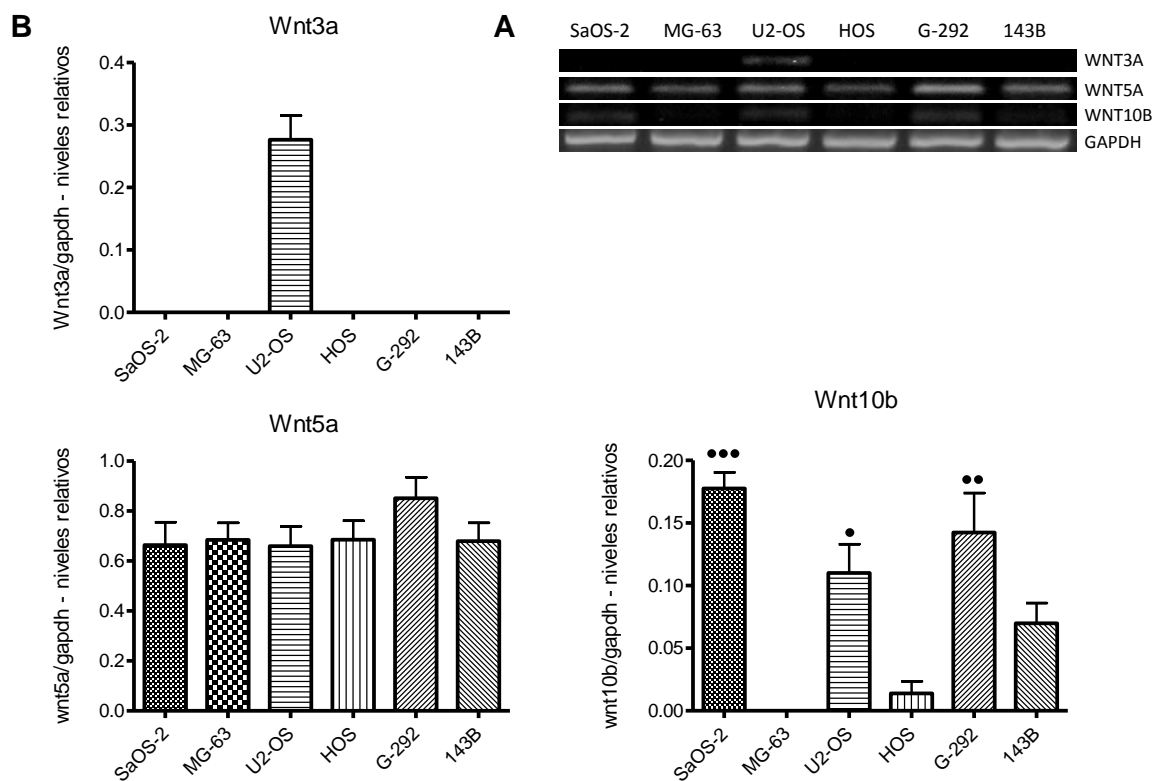 B
Wnt3a
Wnt3a/gapdh - niveles relativos
0.4
0.3
0.2
0.1
0.0
SaOS-2 MG-63 U2-OS HOS G-292 143B
A
SaOS-2 MG-63 U2-OS HOS G-292 143B
WNT3A
WNT5A
WNT10B
GAPDH
Wnt5a
wnt5a/gapdh - niveles relativos
1.0
0.8
0.6
0.4
0.2
0.0
SaOS-2 MG-63 U2-OS HOS G-292 143B
Wnt10b
wnt10b/gapdh - niveles relativos
0.20
0.15
0.10
0.05
0.00
SaOS-2 MG-63 U2-OS HOS G-292 143B